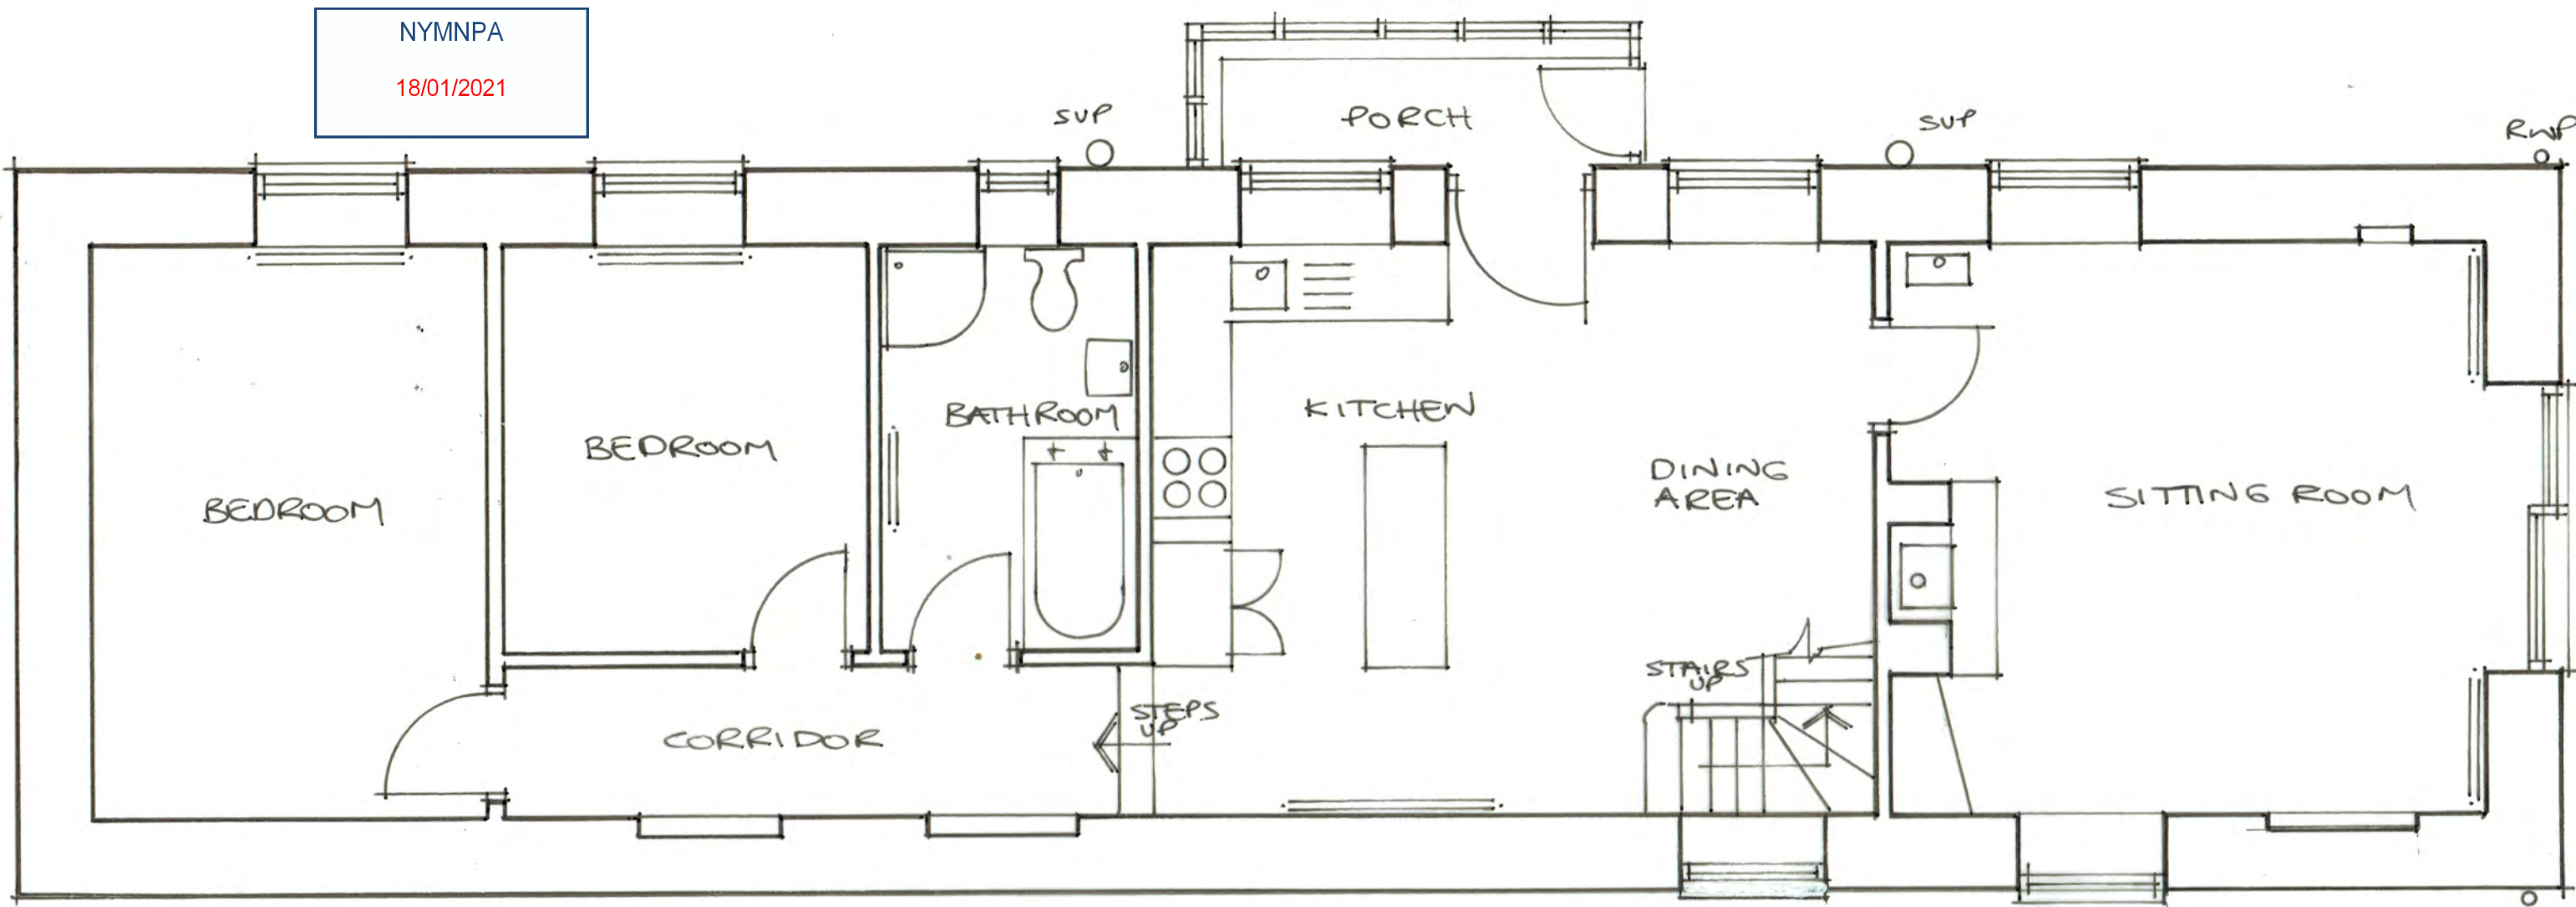 NYMNPA
18/01/2021
SVP
PORCH
SVP
RWP
BEDROOM
BEDROOM
BATHROOM
KITCHEN
DINING
AREA
SITTING ROOM
CORRIDOR
STEPS
UP
STAIRS
UP